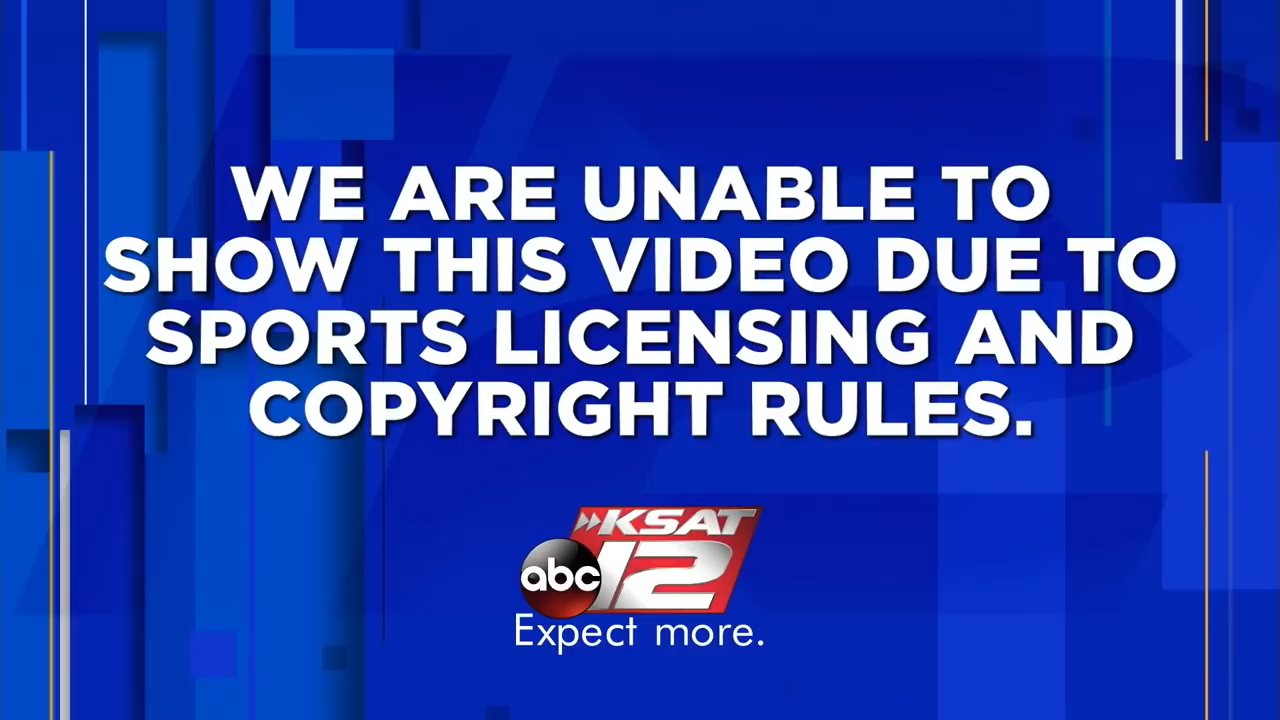 WE ARE UNABLE TO
SHOW THIS VIDEO DUE TO
SPORTS LICENSING AND
COPYRIGHT RULES.
KSAT
abc 12
Expect more.